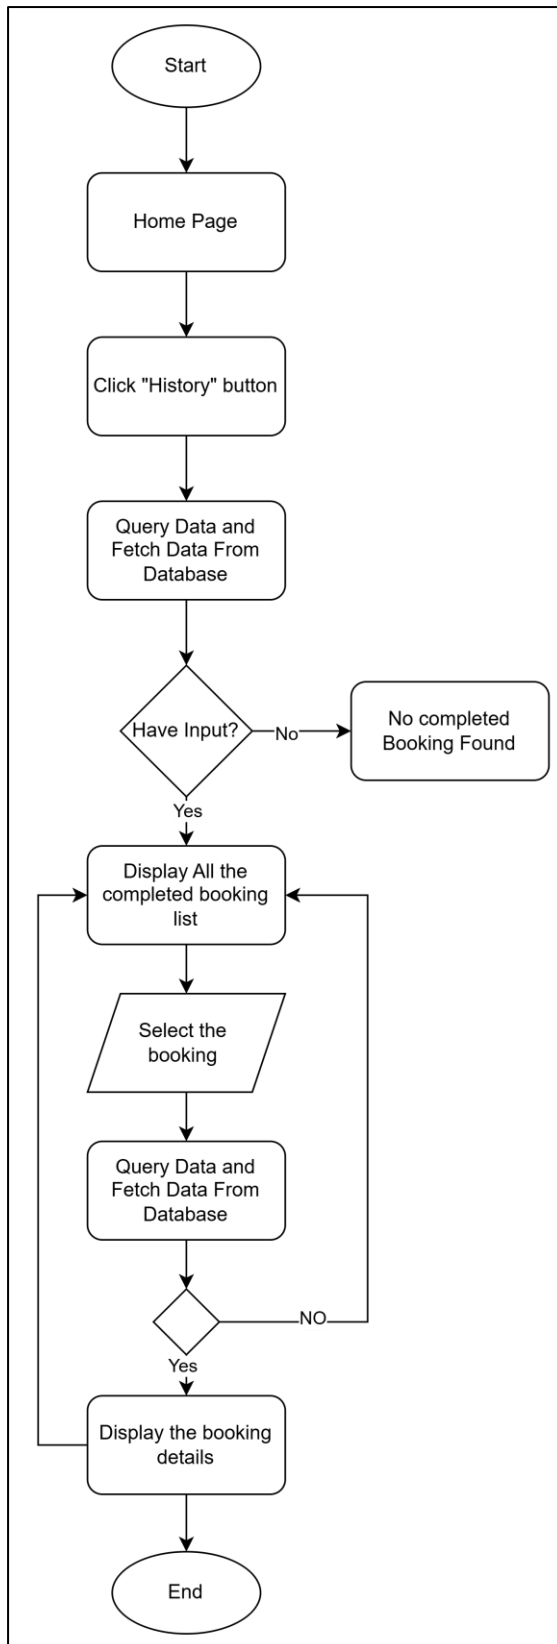 Start
Home Page
Click "History" button
Query Data and
Fetch Data From
Database
Have Input?
No
No completed
Booking Found
Yes
Display All the
completed booking
list
Select the
booking
Query Data and
Fetch Data From
Database
NO
Yes
Display the booking
details
End